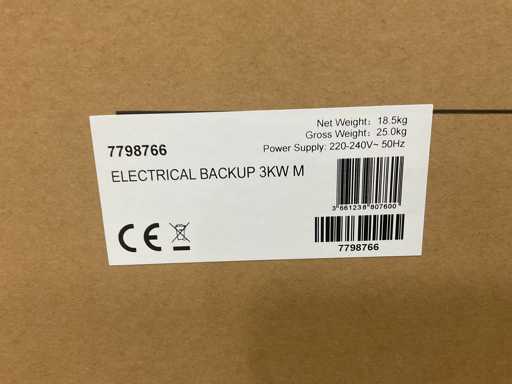 Net Weight: 18.5kg
Gross Weight: 25.0kg
Power Supply: 220-240V~ 50Hz
7798766
ELECTRICAL BACKUP 3KW M
3 661238 807600
CE
7798766